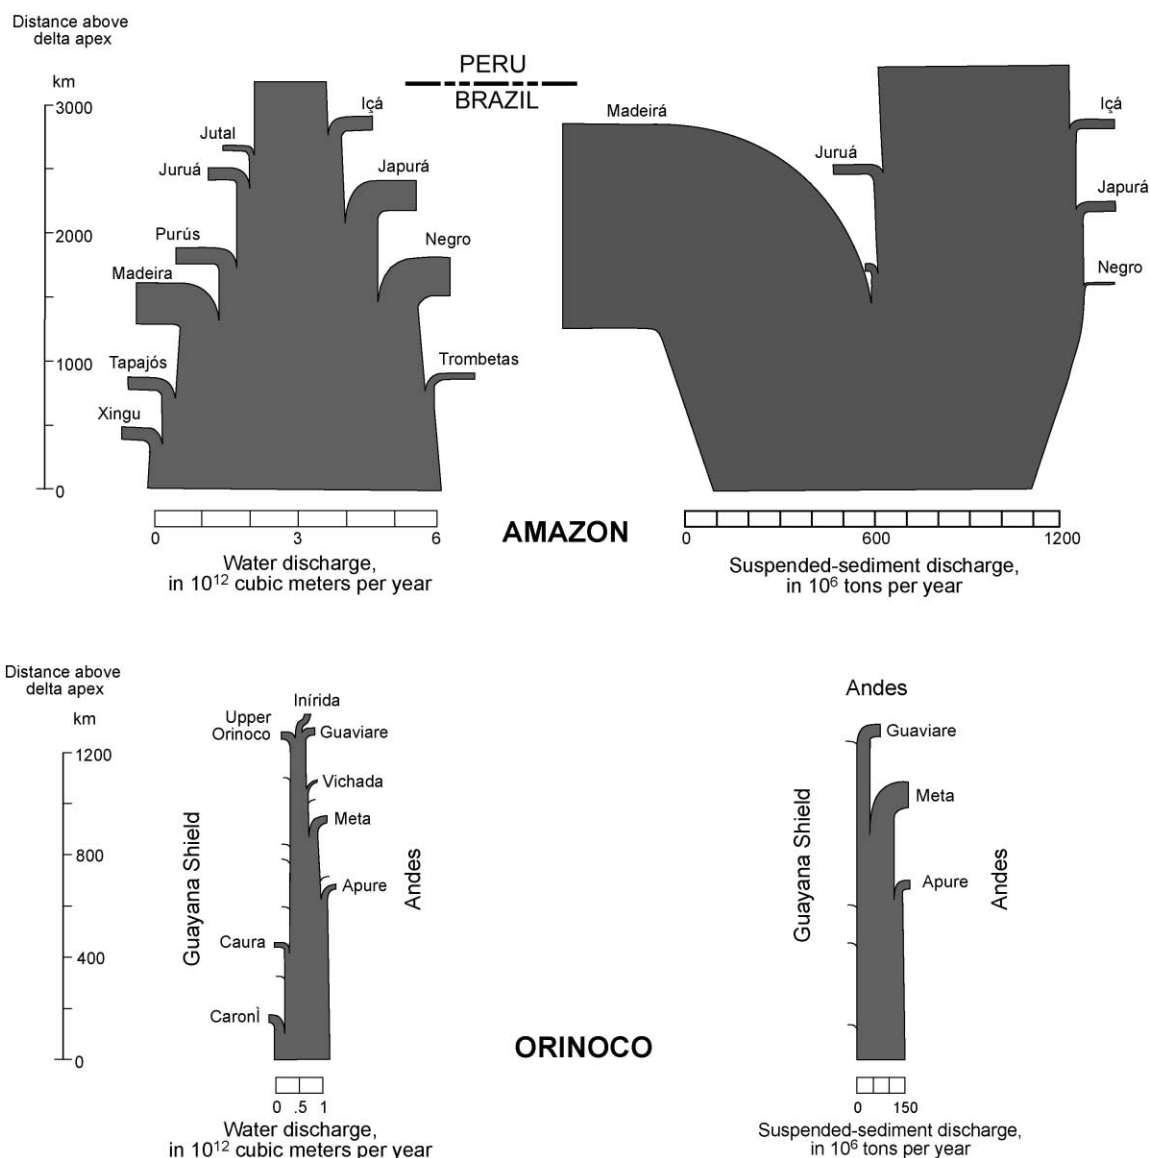 Distance above
delta apex
km
PERU
BRAZIL
3000
2000
1000
0
Jutal
Juruá
Purús
Madeira
Tapajós
Xingu
Içá
Japurá
Negro
Trombetas
0 3 6
Water discharge,
in 10¹² cubic meters per year
AMAZON
Madeirá
Juruá
Içá
Japurá
Negro
0 600 1200
Suspended-sediment discharge,
in 10⁶ tons per year
Distance above
delta apex
km
1200
800
400
0
Inírida
Upper
Orinoco
Guaviare
Vichada
Meta
Apure
Caura
CaronÌ
Guayana Shield
Andes
0 .5 1
Water discharge,
in 10¹² cubic meters per year
ORINOCO
Andes
Guaviare
Meta
Apure
Guayana Shield
Andes
0 150
Suspended-sediment discharge,
in 10⁶ tons per year